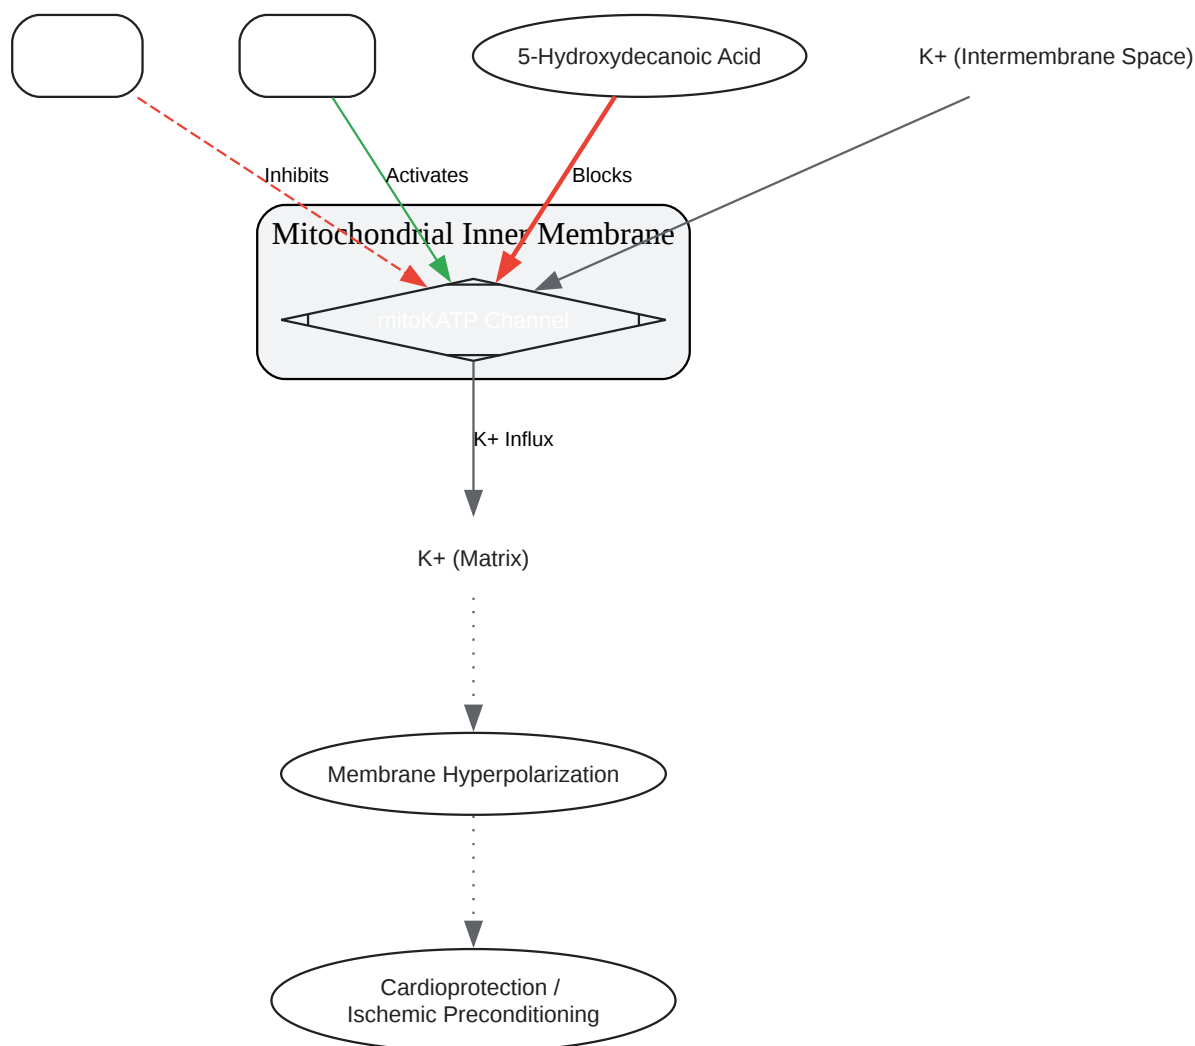 5-Hydroxydecanoic Acid
K+ (Intermembrane Space)
Inhibits
Activates
Blocks
Mitochondrial Inner Membrane
mitoKATP Channel
K+ Influx
K+ (Matrix)
Membrane Hyperpolarization
Cardioprotection /
Ischemic Preconditioning